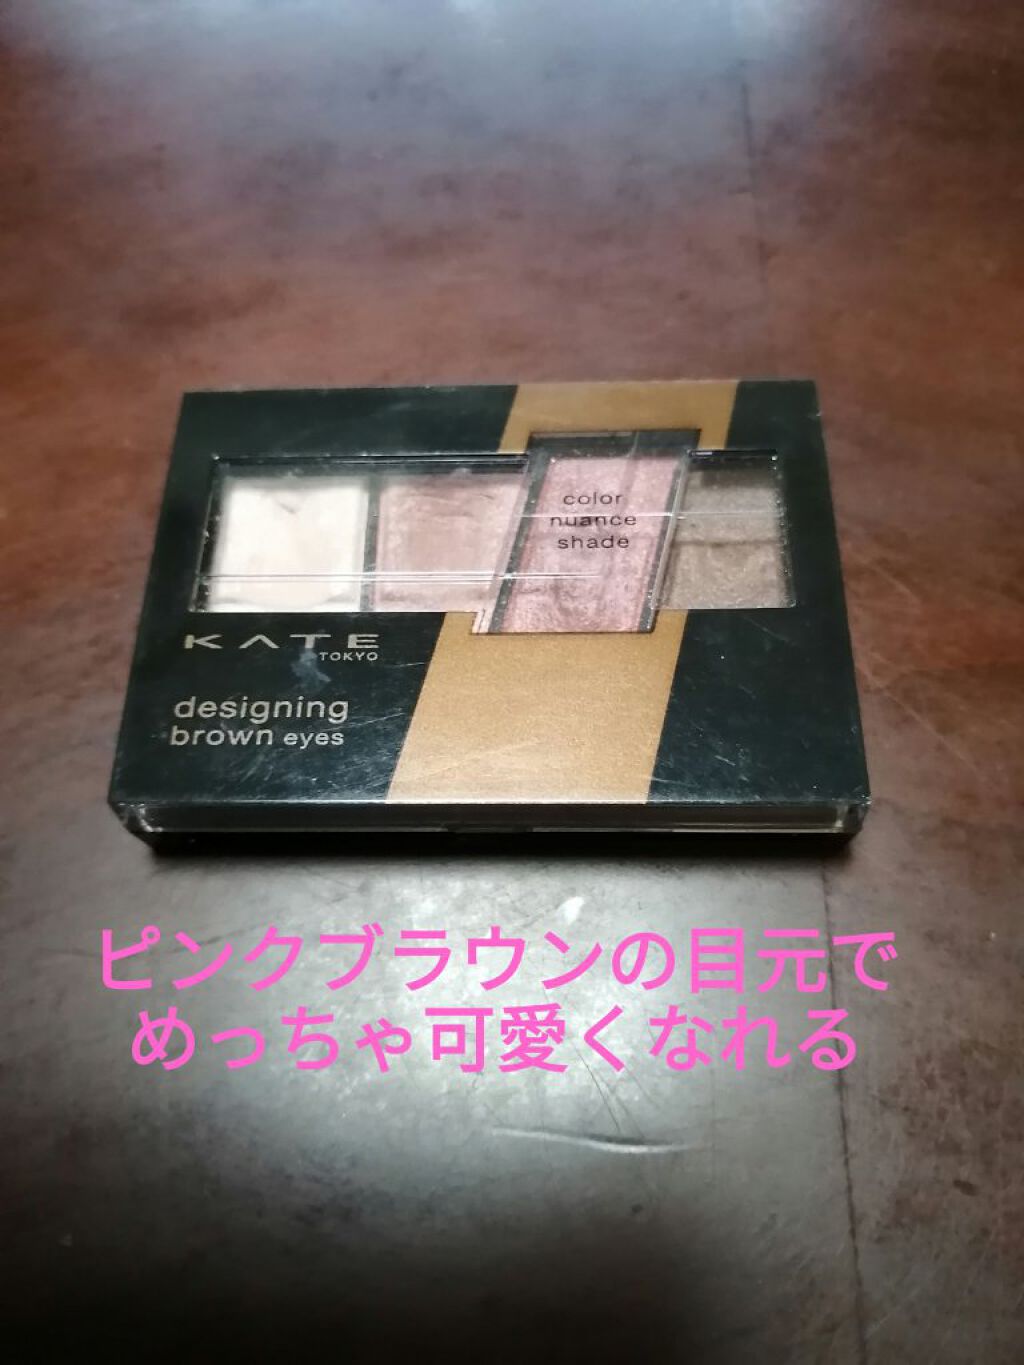 color
nuance
shade
KATE
TOKYO
designing
brown eyes
ピンクブラウンの目元で
めっちゃ可愛くなれる